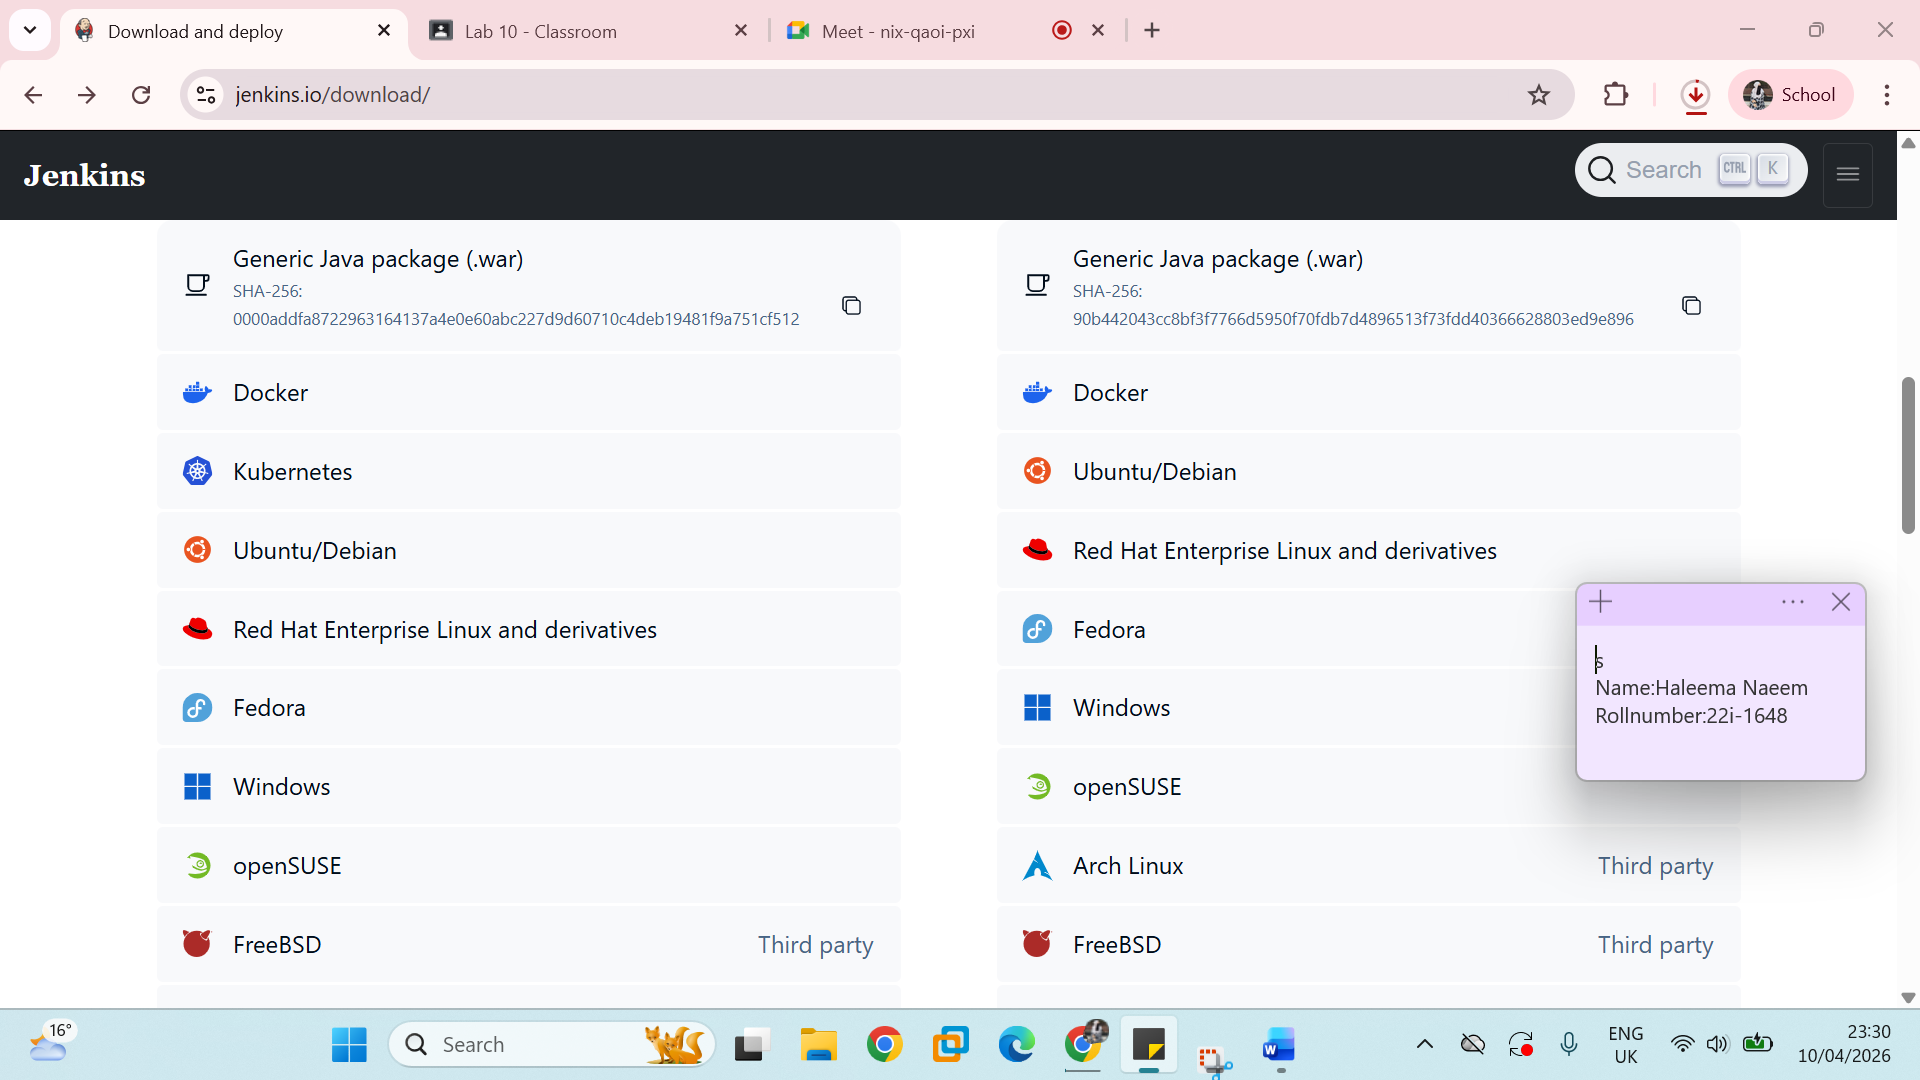 Download and deploy
Lab 10 - Classroom
Meet - nix-qaoi-pxi
jenkins.io/download/
School
Jenkins
Search CTRL K
Generic Java package (.war)
SHA-256:
0000addfa8722963164137a4e0e60abc227d9d60710c4deb19481f9a751cf512
Docker
Kubernetes
Ubuntu/Debian
Red Hat Enterprise Linux and derivatives
Fedora
Windows
openSUSE
FreeBSD Third party
Generic Java package (.war)
SHA-256:
90b442043cc8bf3f7766d5950f70fdb7d4896513f73fdd40366628803ed9e896
Docker
Ubuntu/Debian
Red Hat Enterprise Linux and derivatives
Fedora
Windows
openSUSE
Arch Linux Third party
FreeBSD Third party
s
Name:Haleema Naeem
Rollnumber:22i-1648
16°
Search
ENG
UK
23:30
10/04/2026